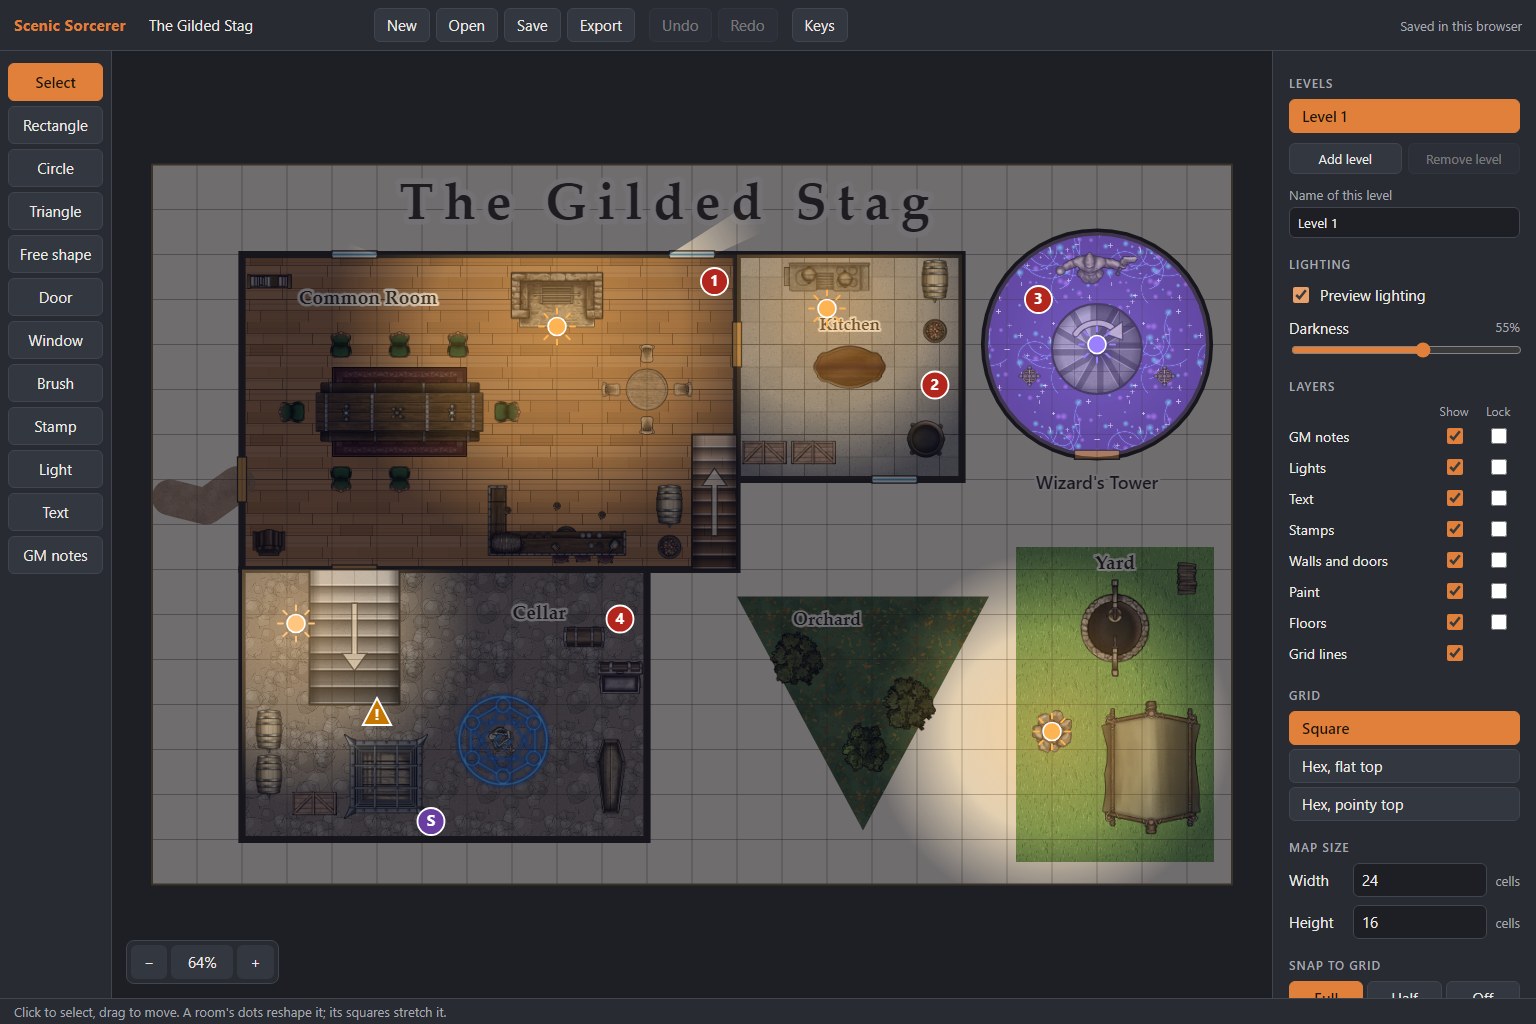 Scenic Sorcerer The Gilded Stag New Open Save Export Undo Redo Keys Saved in this browser
Select
Rectangle
Circle
Triangle
Free shape
Door
Window
Brush
Stamp
Light
Text
GM notes
The Gilded Stag
1
Common Room
3
Kitchen
2
Wizard's Tower
Yard
Cellar
4
Orchard
!
S
− 64% +
LEVELS
Level 1
Add level Remove level
Name of this level
Level 1
LIGHTING
Preview lighting
Darkness 55%
LAYERS
Show Lock
GM notes
Lights
Text
Stamps
Walls and doors
Paint
Floors
Grid lines
GRID
Square
Hex, flat top
Hex, pointy top
MAP SIZE
Width 24 cells
Height 16 cells
SNAP TO GRID
Full Half Off
Click to select, drag to move. A room's dots reshape it; its squares stretch it.